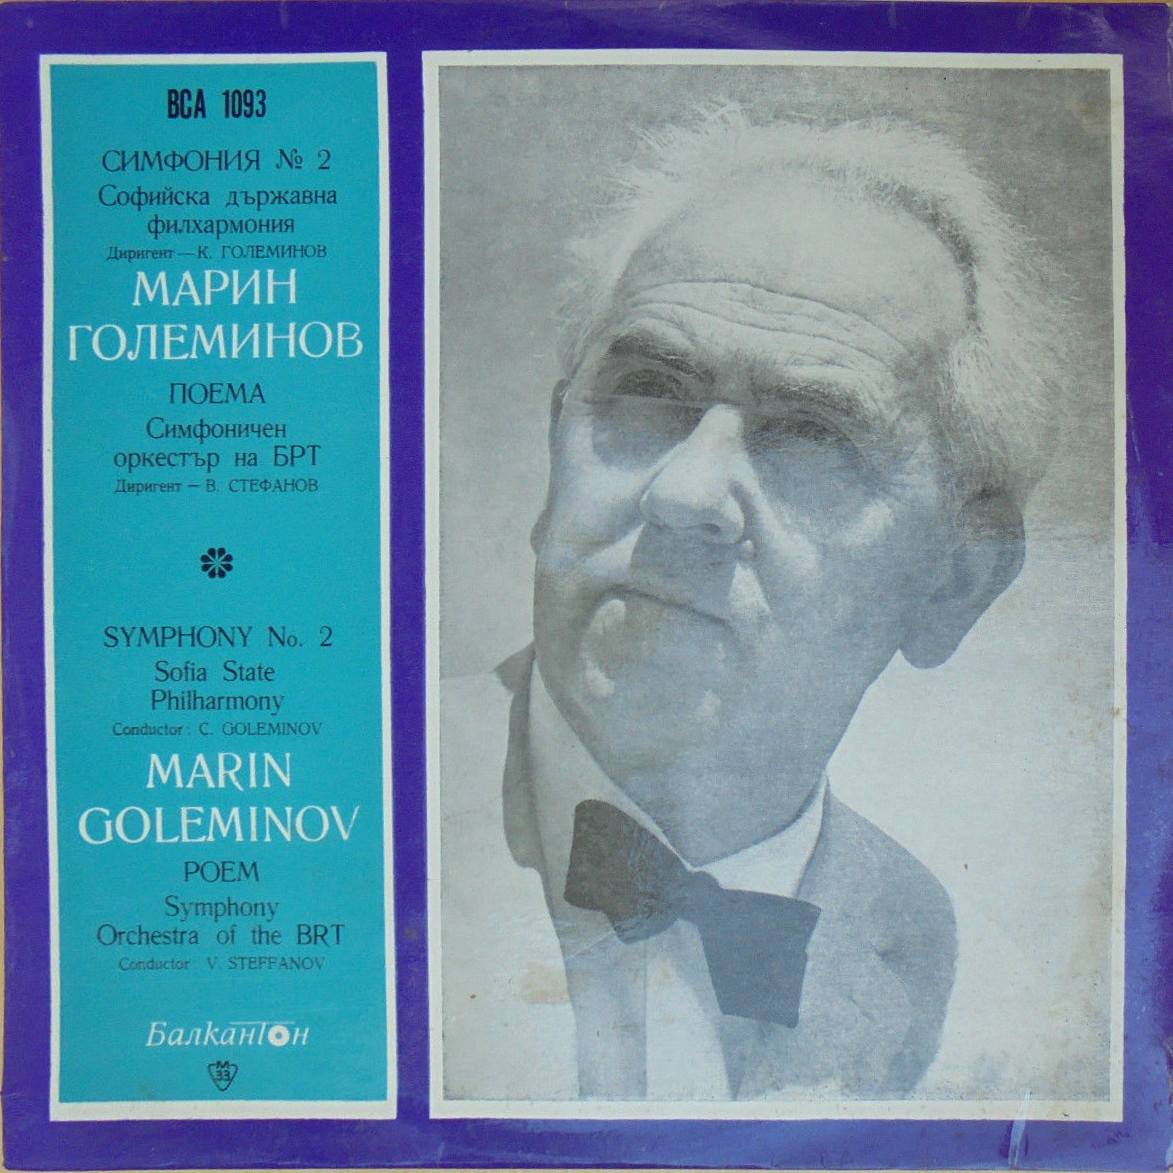 ВСА 1093
СИМФОНИЯ № 2
Софийска държавна
филхармония
Диригент — К. ГОЛЕМИНОВ
МАРИН
ГОЛЕМИНОВ
ПОЕМА
Симфоничен
оркестър на БРТ
Диригент — В. СТЕФАНОВ
SYMPHONY No. 2
Sofia State
Philharmony
Conductor: C. GOLEMINOV
MARIN
GOLEMINOV
POEM
Symphony
Orchestra of the BRT
Conductor V. STEFFANOV
Балкантон
М
33